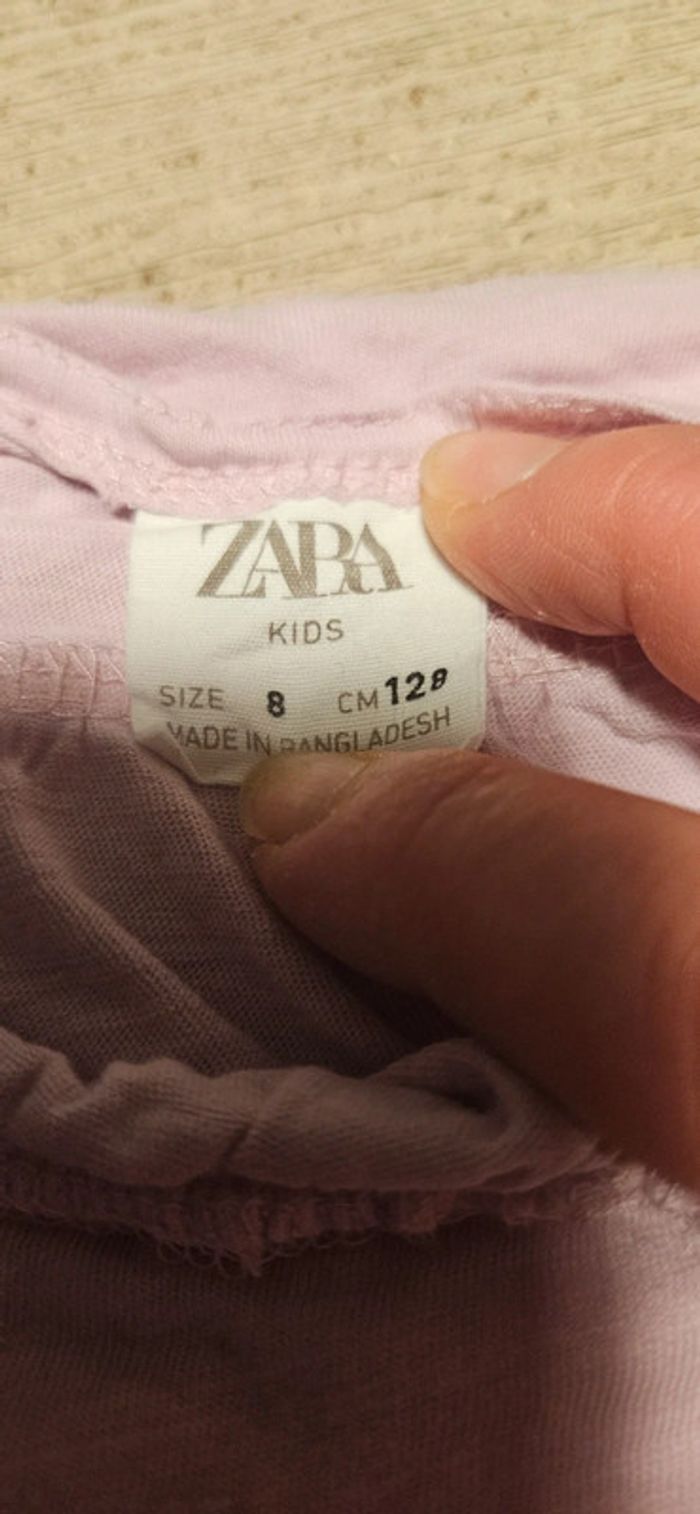 ZARA
KIDS
SIZE 8 CM 128
MADE IN BANGLADESH